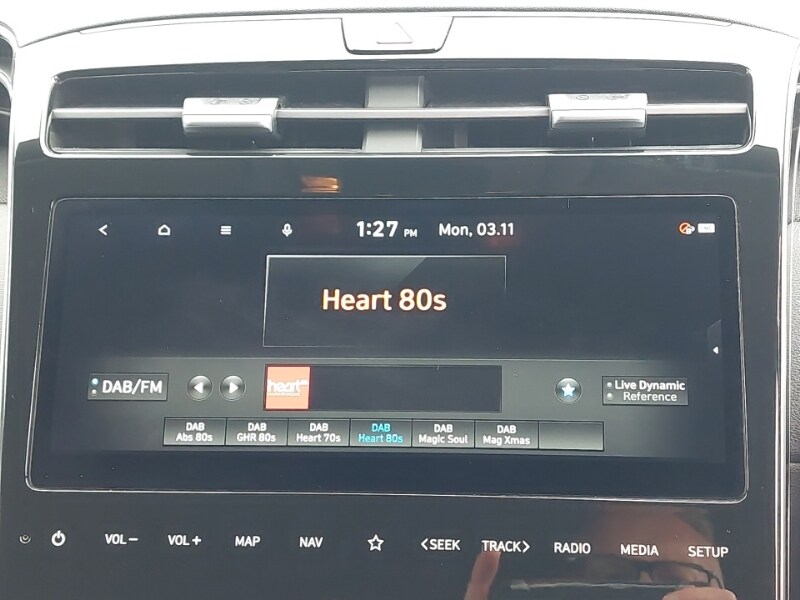 1:27 PM Mon, 03.11
Heart 80s
DAB/FM
heart
Live Dynamic
Reference
DAB DAB DAB DAB DAB DAB
Abs 80s GHR 80s Heart 70s Heart 80s Magic Soul Mag Xmas
VOL- VOL+ MAP NAV <SEEK TRACK> RADIO MEDIA SETUP